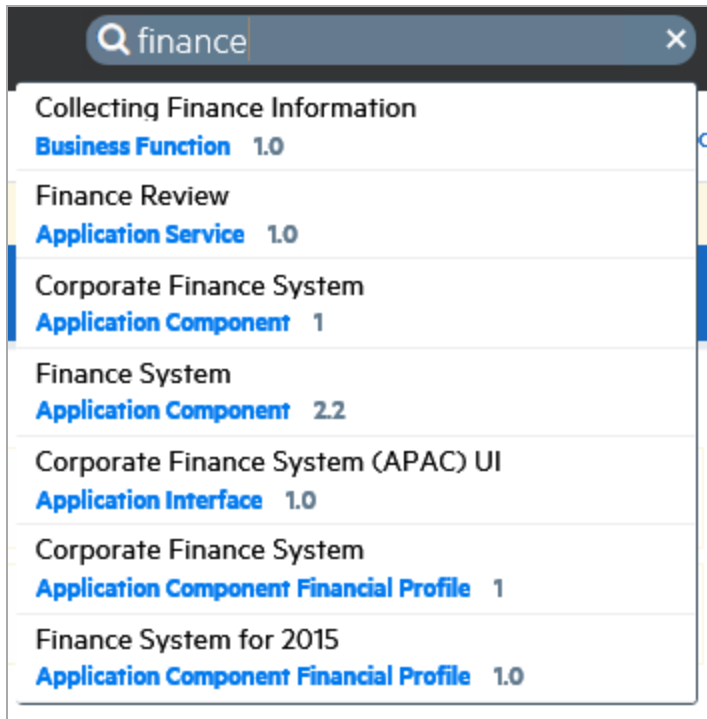 finance
Collecting Finance Information
Business Function 1.0
Finance Review
Application Service 1.0
Corporate Finance System
Application Component 1
Finance System
Application Component 2.2
Corporate Finance System (APAC) UI
Application Interface 1.0
Corporate Finance System
Application Component Financial Profile 1
Finance System for 2015
Application Component Financial Profile 1.0